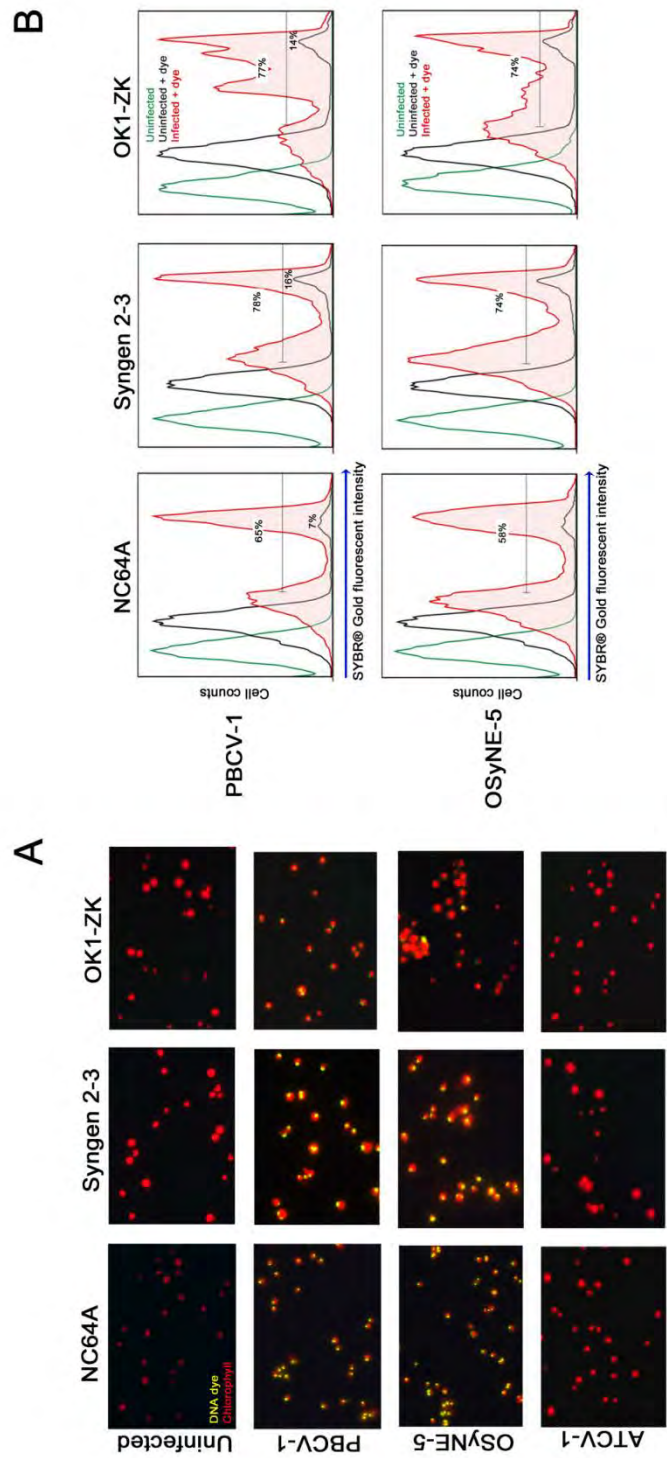 A
NC64A
Syngen 2-3
OK1-ZK
Uninfected
DNA dye
Chlorophyll
PBCV-1
OSyNE-5
ATCV-1
B
NC64A
Syngen 2-3
OK1-ZK
PBCV-1
Cell counts
65%
7%
78%
16%
Uninfected
Uninfected + dye
Infected + dye
77%
14%
SYBR® Gold fluorescent intensity
OSyNE-5
Cell counts
58%
74%
Uninfected
Uninfected + dye
Infected + dye
74%
SYBR® Gold fluorescent intensity